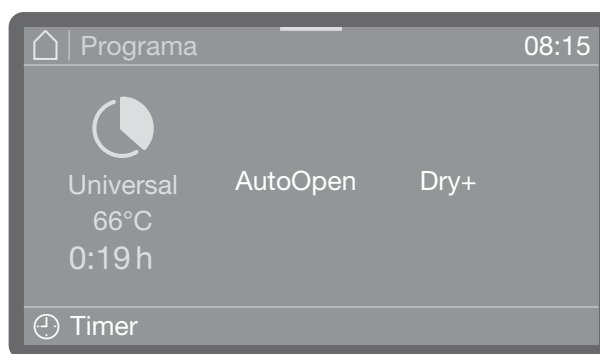 Programa 08:15
Universal AutoOpen Dry+
66°C
0:19 h
Timer